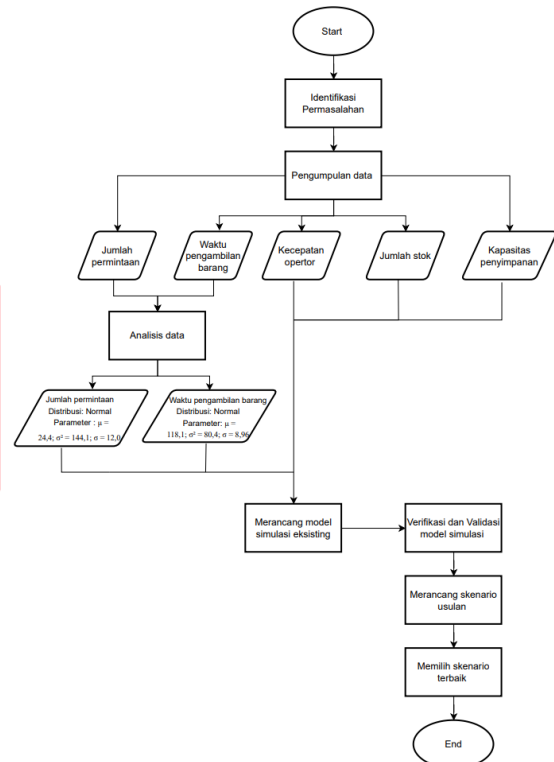 Start
Identifikasi
Permasalahan
Pengumpulan data
Jumlah
permintaan
Waktu
pengambilan
barang
Kecepatan
opertor
Jumlah stok
Kapasitas
penyimpanan
Analisis data
Jumlah permintaan
Distribusi: Normal
Parameter : μ =
24,4; σ² = 144,1; σ = 12,0
Waktu pengambilan barang
Distribusi: Normal
Parameter: μ =
118,1; σ² = 80,4; σ = 8,96
Merancang model
simulasi eksisting
Verifikasi dan Validasi
model simulasi
Merancang skenario
usulan
Memilih skenario
terbaik
End